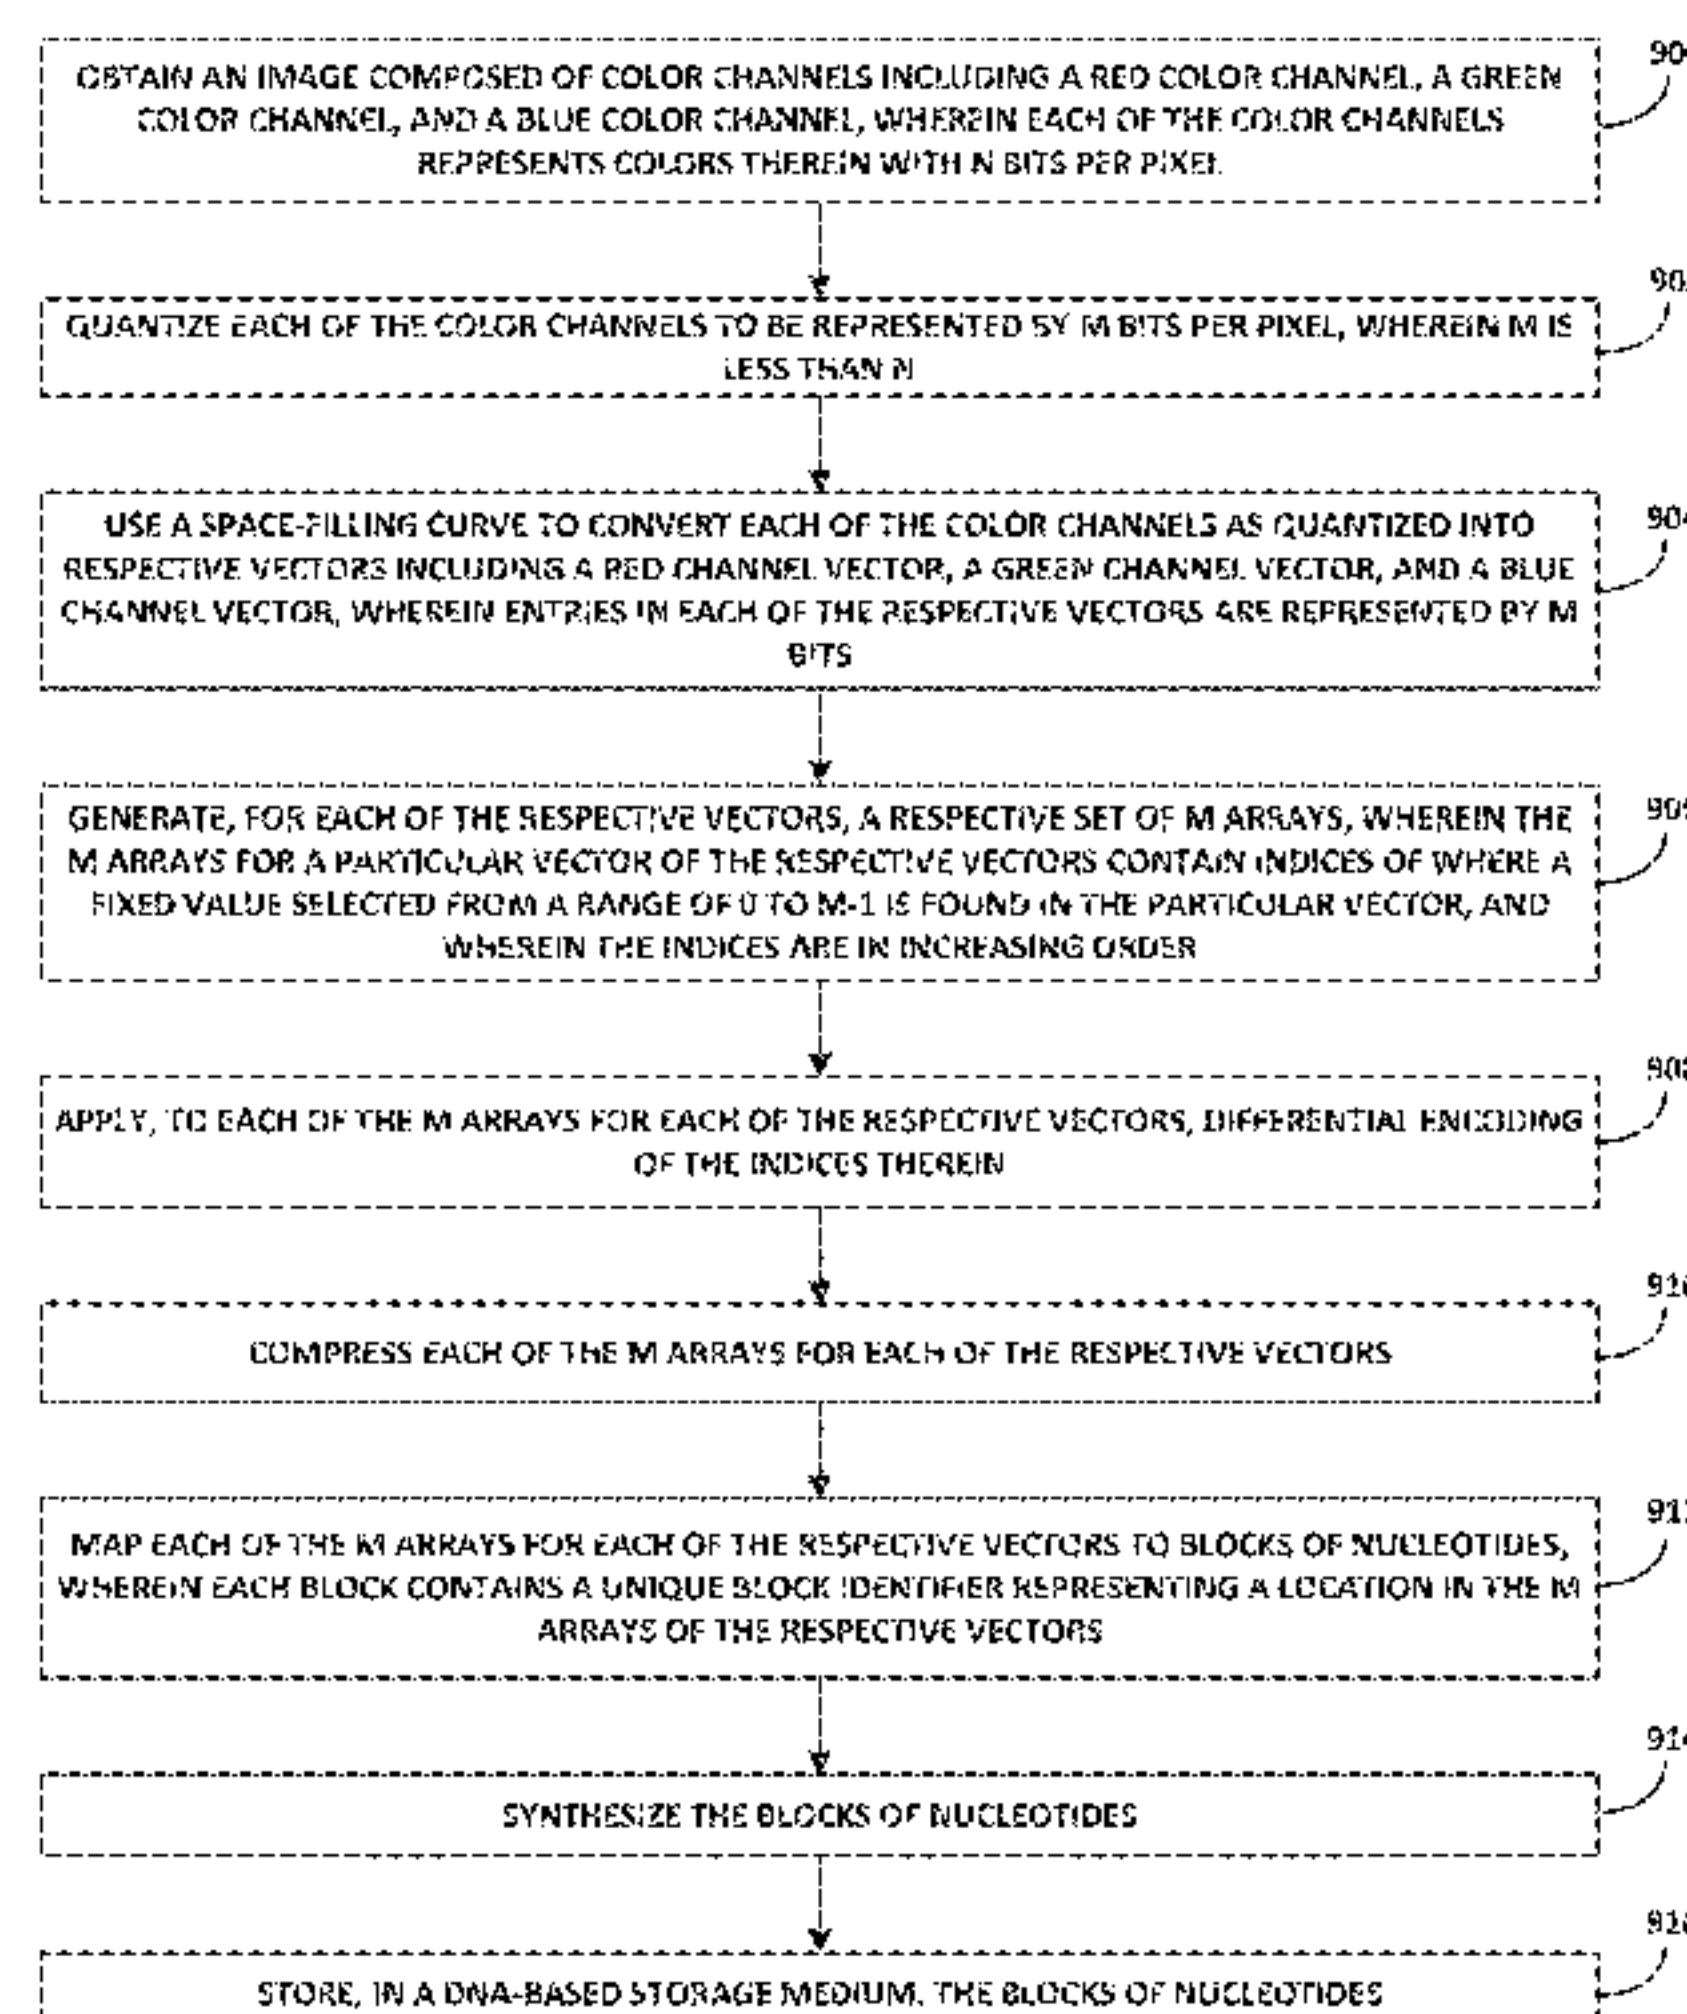 OBTAIN AN IMAGE COMPOSED OF COLOR CHANNELS INCLUDING A RED COLOR CHANNEL, A GREEN
COLOR CHANNEL, AND A BLUE COLOR CHANNEL, WHEREIN EACH OF THE COLOR CHANNELS
REPRESENTS COLORS THEREIN WITH N BITS PER PIXEL
90
QUANTIZE EACH OF THE COLOR CHANNELS TO BE REPRESENTED BY M BITS PER PIXEL, WHEREIN M IS
LESS THAN N
90
USE A SPACE-FILLING CURVE TO CONVERT EACH OF THE COLOR CHANNELS AS QUANTIZED INTO
RESPECTIVE VECTORS INCLUDING A RED CHANNEL VECTOR, A GREEN CHANNEL VECTOR, AND A BLUE
CHANNEL VECTOR, WHEREIN ENTRIES IN EACH OF THE RESPECTIVE VECTORS ARE REPRESENTED BY M
BITS
904
GENERATE, FOR EACH OF THE RESPECTIVE VECTORS, A RESPECTIVE SET OF M ARRAYS, WHEREIN THE
M ARRAYS FOR A PARTICULAR VECTOR OF THE RESPECTIVE VECTORS CONTAIN INDICES OF WHERE A
FIXED VALUE SELECTED FROM A RANGE OF 0 TO M-1 IS FOUND IN THE PARTICULAR VECTOR, AND
WHEREIN THE INDICES ARE IN INCREASING ORDER
90
APPLY, TO EACH OF THE M ARRAYS FOR EACH OF THE RESPECTIVE VECTORS, DIFFERENTIAL ENCODING
OF THE INDICES THEREIN
90
COMPRESS EACH OF THE M ARRAYS FOR EACH OF THE RESPECTIVE VECTORS
91
MAP EACH OF THE M ARRAYS FOR EACH OF THE RESPECTIVE VECTORS TO BLOCKS OF NUCLEOTIDES,
WHEREIN EACH BLOCK CONTAINS A UNIQUE BLOCK IDENTIFIER REPRESENTING A LOCATION IN THE M
ARRAYS OF THE RESPECTIVE VECTORS
91
SYNTHESIZE THE BLOCKS OF NUCLEOTIDES
914
STORE, IN A DNA-BASED STORAGE MEDIUM, THE BLOCKS OF NUCLEOTIDES
91